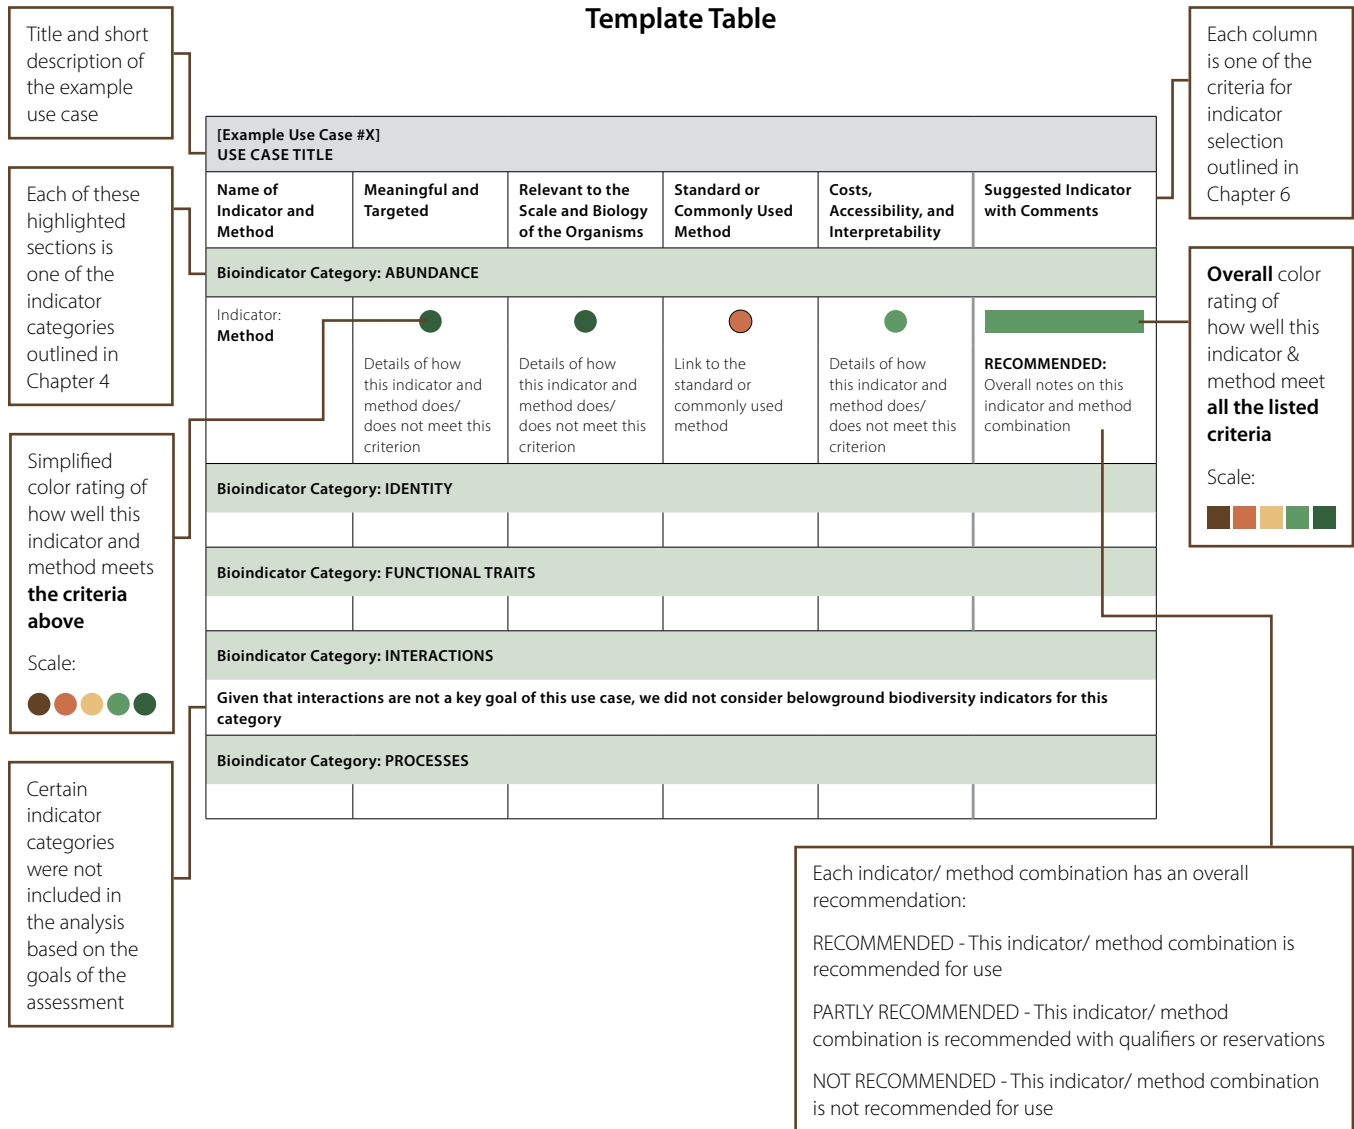 Template Table
Title and short
description of
the example
use case
Each of these
highlighted
sections is
one of the
indicator
categories
outlined in
Chapter 4
Simplified
color rating of
how well this
indicator and
method meets
the criteria
above
Scale:
Certain
indicator
categories
were not
included in
the analysis
based on the
goals of the
assessment
[Example Use Case #X]
USE CASE TITLE
Name of
Indicator and
Method
Meaningful and
Targeted
Relevant to the
Scale and Biology
of the Organisms
Standard or
Commonly Used
Method
Costs,
Accessibility, and
Interpretability
Suggested Indicator
with Comments
Bioindicator Category: ABUNDANCE
Indicator:
Method
Details of how
this indicator and
method does/
does not meet this
criterion
Details of how
this indicator and
method does/
does not meet this
criterion
Link to the
standard or
commonly used
method
Details of how
this indicator and
method does/
does not meet this
criterion
RECOMMENDED:
Overall notes on this
indicator and method
combination
Bioindicator Category: IDENTITY
Bioindicator Category: FUNCTIONAL TRAITS
Bioindicator Category: INTERACTIONS
Given that interactions are not a key goal of this use case, we did not consider belowground biodiversity indicators for this
category
Bioindicator Category: PROCESSES
Each column
is one of the
criteria for
indicator
selection
outlined in
Chapter 6
Overall color
rating of
how well this
indicator &
method meet
all the listed
criteria
Scale:
Each indicator/ method combination has an overall
recommendation:
RECOMMENDED - This indicator/ method combination is
recommended for use
PARTLY RECOMMENDED - This indicator/ method
combination is recommended with qualifiers or reservations
NOT RECOMMENDED - This indicator/ method combination
is not recommended for use